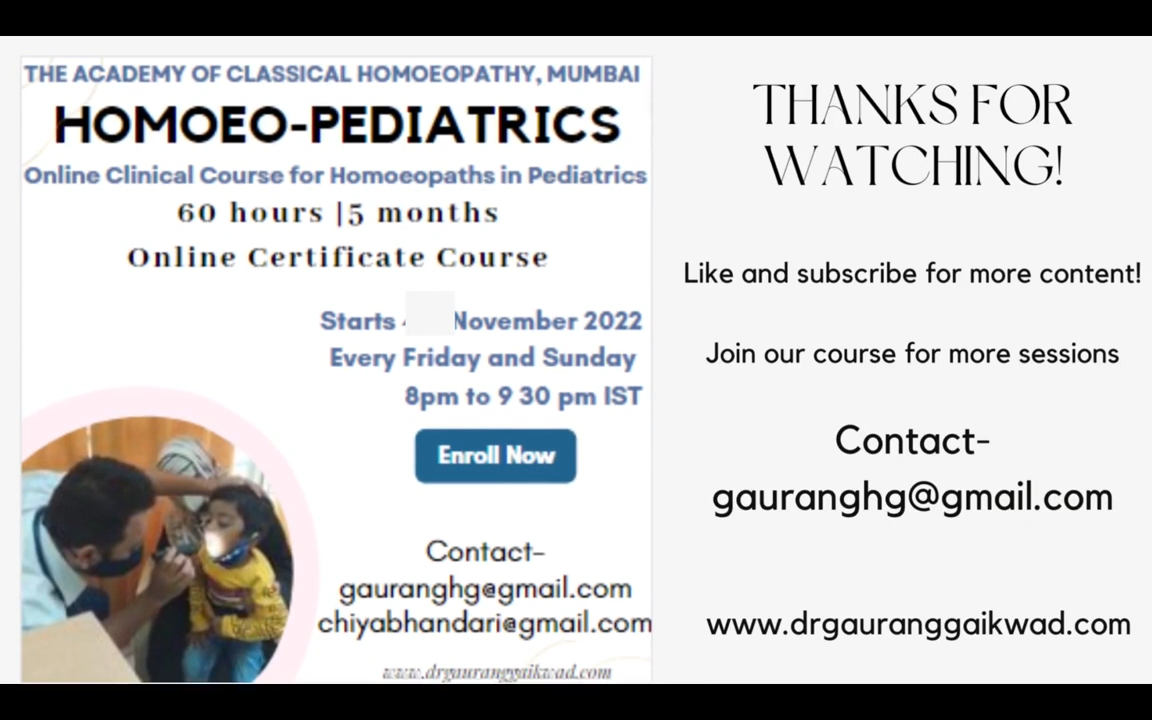 THE ACADEMY OF CLASSICAL HOMOEOPATHY, MUMBAI
HOMOEO-PEDIATRICS
Online Clinical Course for Homoeopaths in Pediatrics
60 hours |5 months
Online Certificate Course
Starts November 2022
Every Friday and Sunday
8pm to 9 30 pm IST
Enroll Now
Contact-
gauranghg@gmail.com
chiyabhandari@gmail.com
www.drgauranggaikwad.com
THANKS FOR
WATCHING!
Like and subscribe for more content!
Join our course for more sessions
Contact-
gauranghg@gmail.com
www.drgauranggaikwad.com